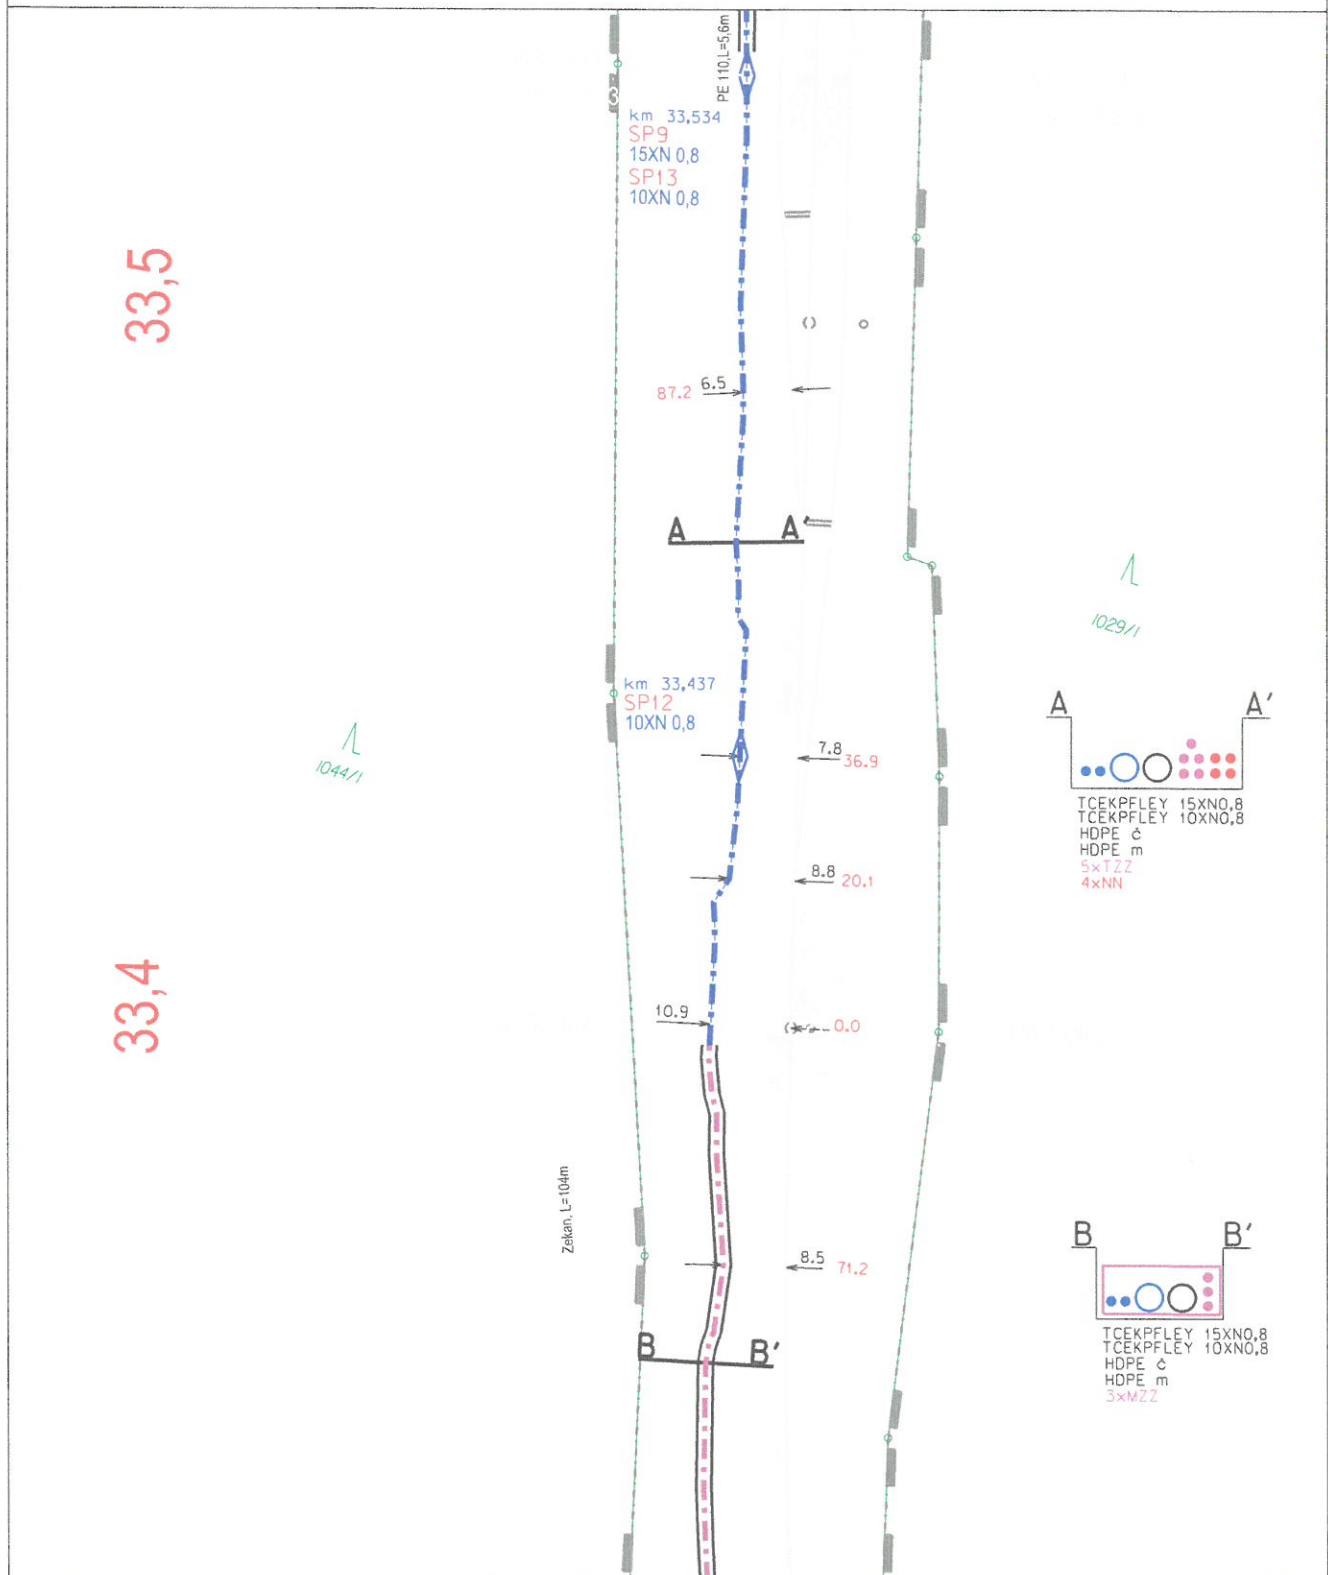 PE 110,L=5,6m
3
km 33,534
SP9
15XN 0,8
SP13
10XN 0,8
33,5
87.2 6.5
A A'
1029/1
km 33,437
SP12
10XN 0,8
1044/1
7.8 36.9
A A'
TCEKPFLEY 15XN0,8
TCEKPFLEY 10XN0,8
HDPE č
HDPE m
5xTZZ
4xNN
8.8 20.1
33,4
10.9 0.0
Zekan, L=104m
8.5 71.2
B B'
TCEKPFLEY 15XN0,8
TCEKPFLEY 10XN0,8
HDPE č
HDPE m
3xMZZ
B B'